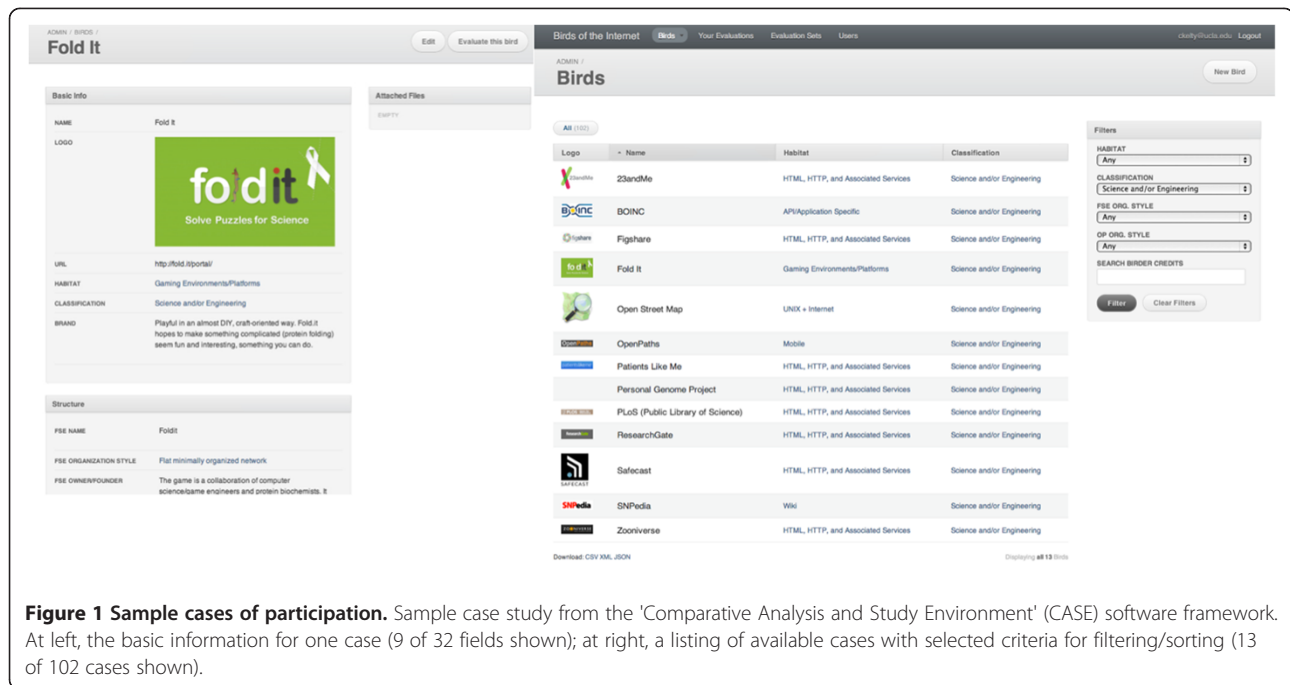 ADMIN / BIRDS /
Fold It
Edit
Evaluate this bird
Basic Info
NAME
Fold It
LOGO
foldit
Solve Puzzles for Science
URL
http://fold.it/portal/
HABITAT
Gaming Environments/Platforms
CLASSIFICATION
Science and/or Engineering
BRAND
Playful in an almost DIY, craft-oriented way. Fold.it
hopes to make something complicated (protein folding)
seem fun and interesting, something you can do.
Structure
FSE NAME
Foldit
FSE ORGANIZATION STYLE
Flat minimally organized network
FSE OWNER/FOUNDER
The game is a collaboration of computer
science/game engineers and protein biochemists. It
Attached Files
EMPTY
Birds of the Internet
Birds
Your Evaluations
Evaluation Sets
Users
Logout
ADMIN /
Birds
New Bird
All (102)
Logo
Name
Habitat
Classification
23andMe
23andMe
HTML, HTTP, and Associated Services
Science and/or Engineering
BOINC
BOINC
API/Application Specific
Science and/or Engineering
figshare
Figshare
HTML, HTTP, and Associated Services
Science and/or Engineering
fold it
Fold It
Gaming Environments/Platforms
Science and/or Engineering
Open Street Map
UNIX + Internet
Science and/or Engineering
OpenPaths
OpenPaths
Mobile
Science and/or Engineering
Patients Like Me
HTML, HTTP, and Associated Services
Science and/or Engineering
Personal Genome Project
HTML, HTTP, and Associated Services
Science and/or Engineering
PLoS (Public Library of Science)
HTML, HTTP, and Associated Services
Science and/or Engineering
ResearchGate
HTML, HTTP, and Associated Services
Science and/or Engineering
SAFECAST
Safecast
HTML, HTTP, and Associated Services
Science and/or Engineering
SNPedia
SNPedia
Wiki
Science and/or Engineering
Zooniverse
HTML, HTTP, and Associated Services
Science and/or Engineering
Download: CSV XML JSON
Displaying all 13 Birds
Filters
HABITAT
Any
CLASSIFICATION
Science and/or Engineering
FSE ORG. STYLE
Any
OP ORG. STYLE
Any
SEARCH BIRDER CREDITS
Filter
Clear Filters
Figure 1 Sample cases of participation. Sample case study from the 'Comparative Analysis and Study Environment' (CASE) software framework.
At left, the basic information for one case (9 of 32 fields shown); at right, a listing of available cases with selected criteria for filtering/sorting (13
of 102 cases shown).